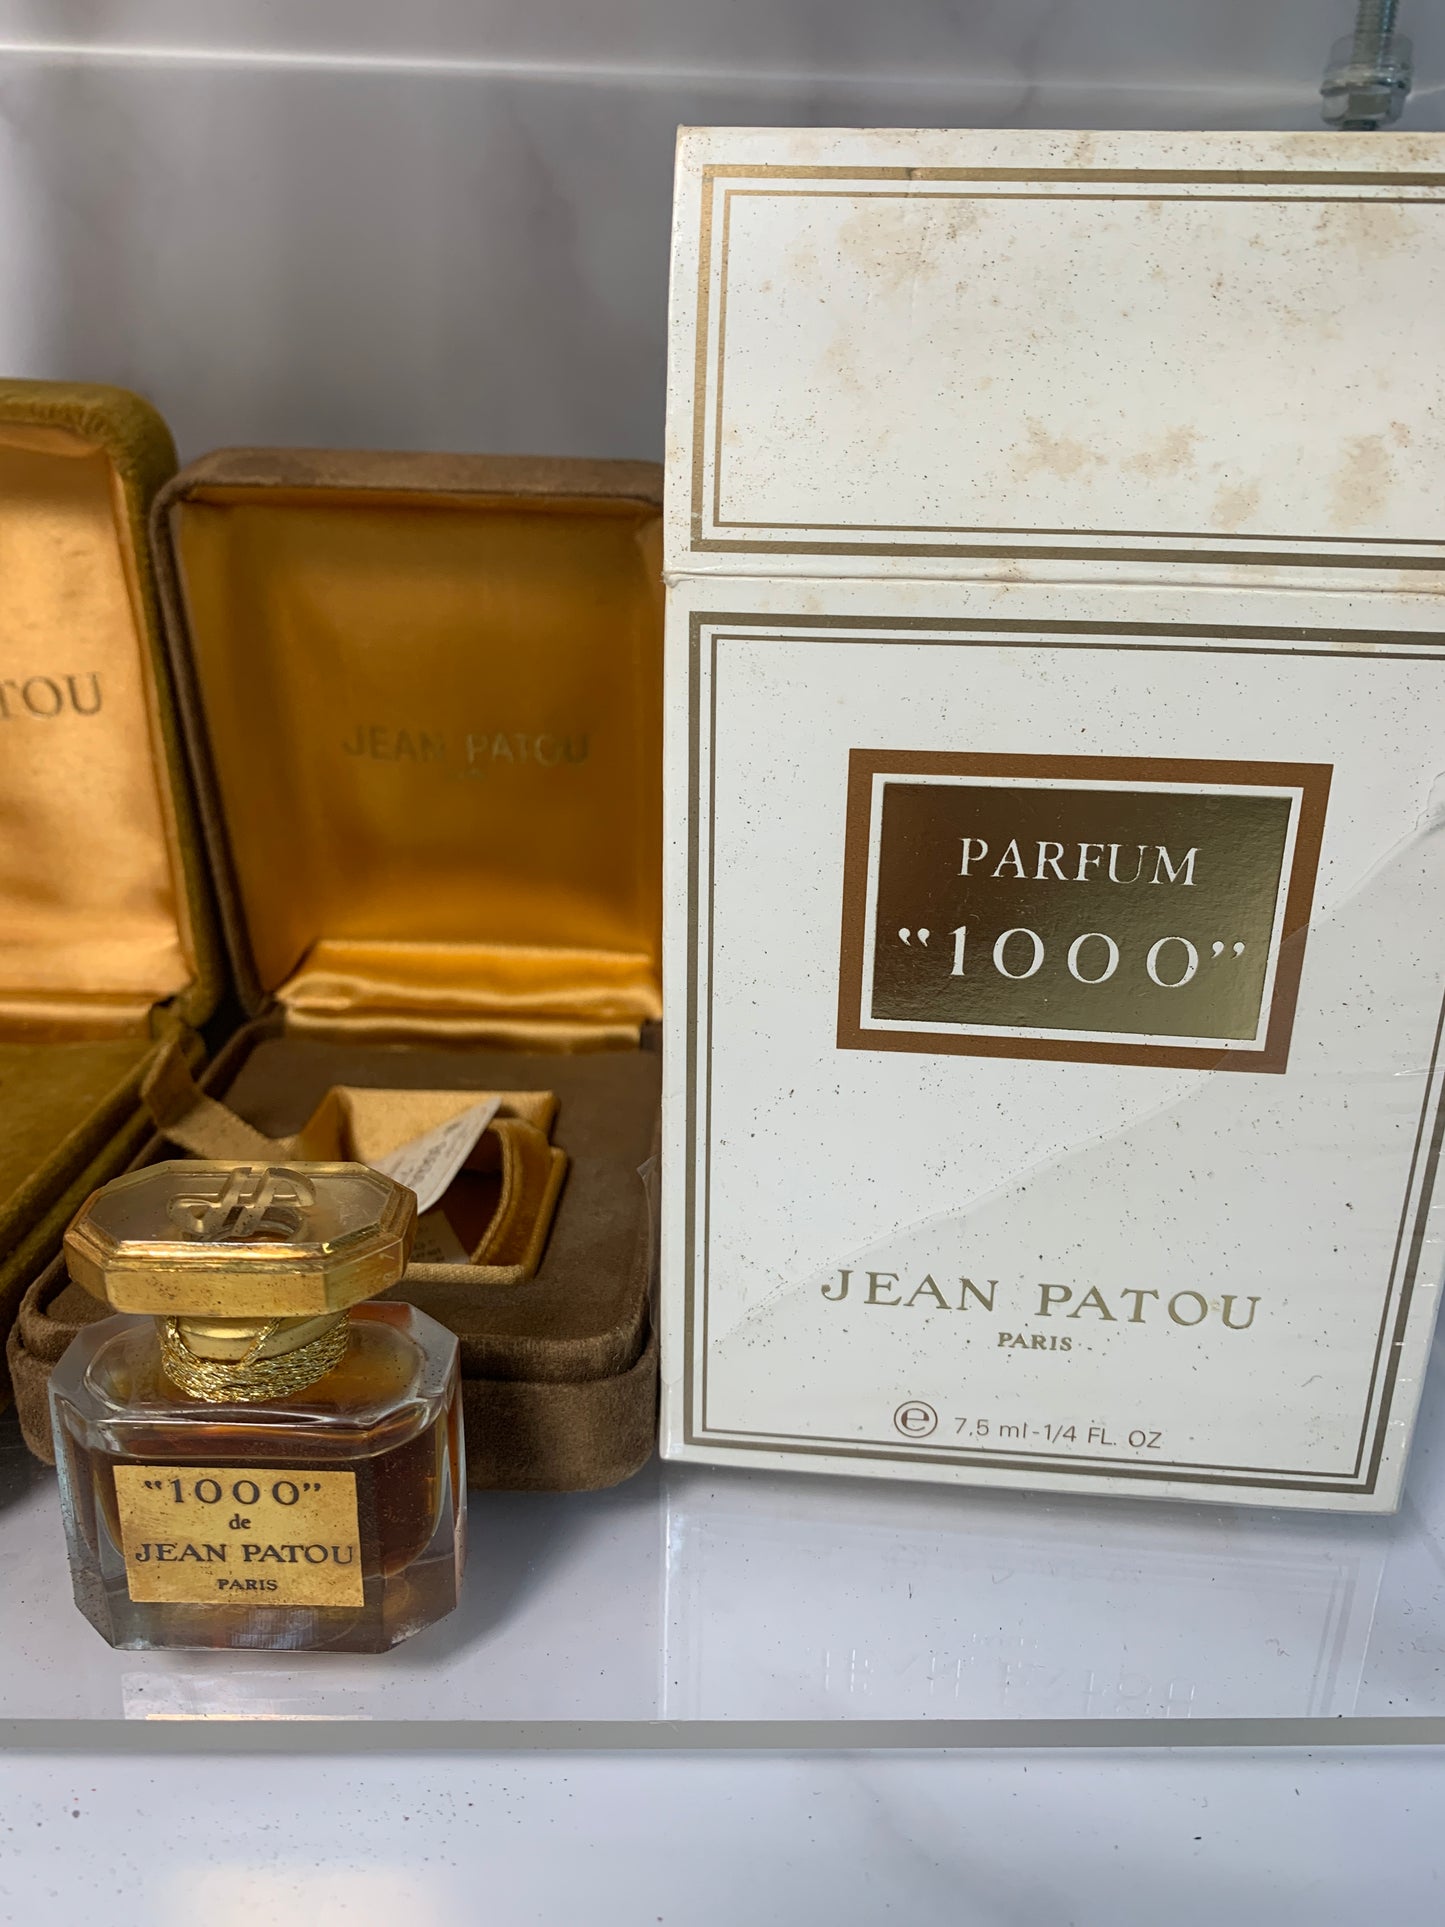 TOU
JEAN PATOU
PARFUM
“1000”
JEAN PATOU
PARIS
℮ 7,5 ml-1/4 FL. OZ
JP
“1000”
de
JEAN PATOU
PARIS